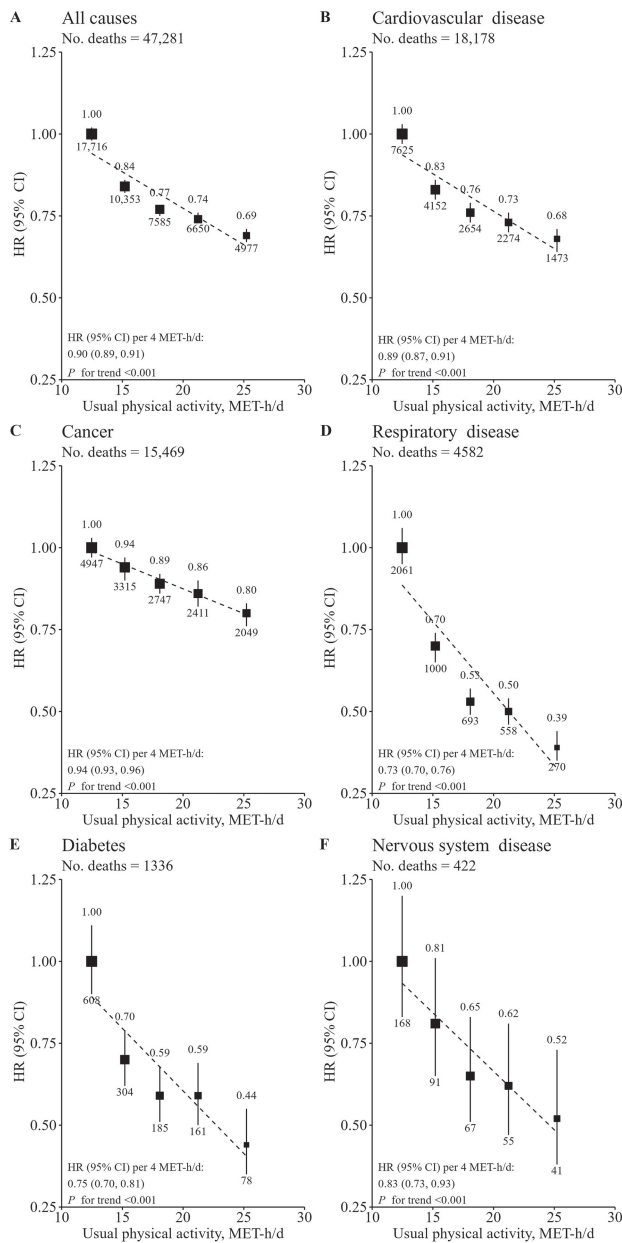 A All causes
No. deaths = 47,281
HR (95% CI)
1.25
1.00
0.75
0.50
0.25
1.00
17,716
0.84
10,353
0.77
7585
0.74
6650
0.69
4977
HR (95% CI) per 4 MET-h/d:
0.90 (0.89, 0.91)
P for trend <0.001
10 15 20 25 30
Usual physical activity, MET-h/d
B Cardiovascular disease
No. deaths = 18,178
HR (95% CI)
1.25
1.00
0.75
0.50
0.25
1.00
7625
0.83
4152
0.76
2654
0.73
2274
0.68
1473
HR (95% CI) per 4 MET-h/d:
0.89 (0.87, 0.91)
P for trend <0.001
10 15 20 25 30
Usual physical activity, MET-h/d
C Cancer
No. deaths = 15,469
HR (95% CI)
1.25
1.00
0.75
0.50
0.25
1.00
4947
0.94
3315
0.89
2747
0.86
2411
0.80
2049
HR (95% CI) per 4 MET-h/d:
0.94 (0.93, 0.96)
P for trend <0.001
10 15 20 25 30
Usual physical activity, MET-h/d
D Respiratory disease
No. deaths = 4582
HR (95% CI)
1.25
1.00
0.75
0.50
0.25
1.00
2061
0.70
1000
0.53
693
0.50
558
0.39
270
HR (95% CI) per 4 MET-h/d:
0.73 (0.70, 0.76)
P for trend <0.001
10 15 20 25 30
Usual physical activity, MET-h/d
E Diabetes
No. deaths = 1336
HR (95% CI)
1.25
1.00
0.75
0.50
0.25
1.00
608
0.70
304
0.59
185
0.59
161
0.44
78
HR (95% CI) per 4 MET-h/d:
0.75 (0.70, 0.81)
P for trend <0.001
10 15 20 25 30
Usual physical activity, MET-h/d
F Nervous system disease
No. deaths = 422
HR (95% CI)
1.25
1.00
0.75
0.50
0.25
1.00
168
0.81
91
0.65
67
0.62
55
0.52
41
HR (95% CI) per 4 MET-h/d:
0.83 (0.73, 0.93)
P for trend <0.001
10 15 20 25 30
Usual physical activity, MET-h/d